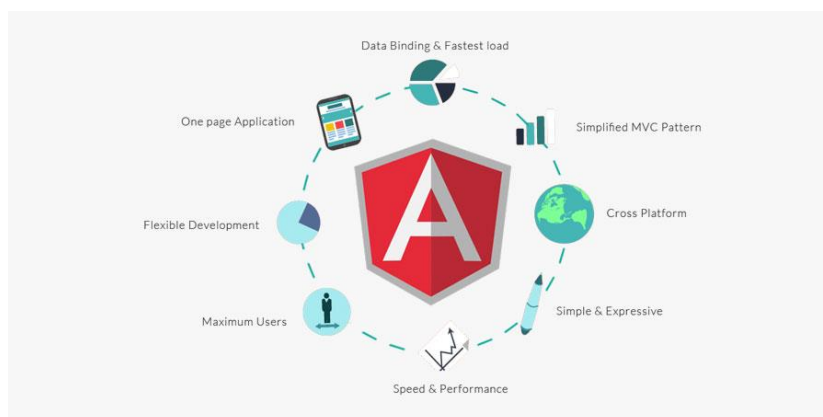 Data Binding & Fastest load
One page Application
Simplified MVC Pattern
Flexible Development
Cross Platform
Maximum Users
Simple & Expressive
Speed & Performance
A